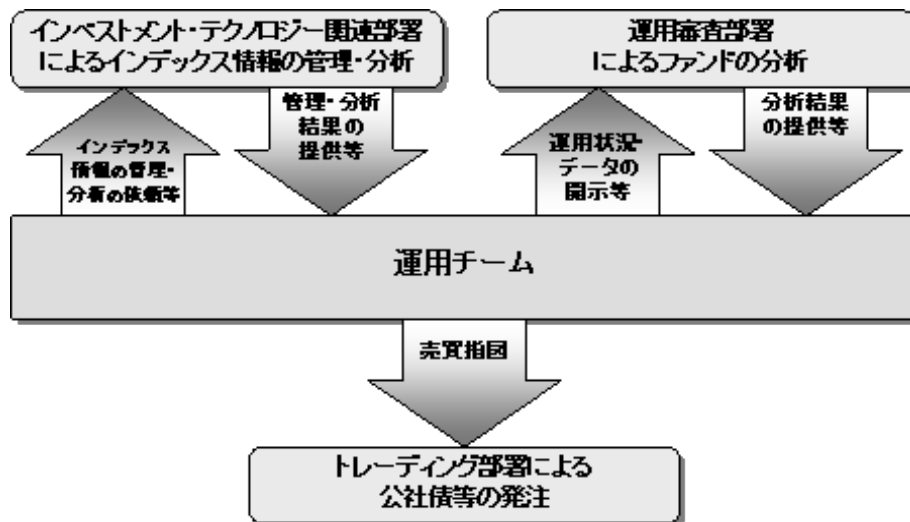 インベストメント・テクノロジー関連部署
によるインデックス情報の管理・分析
運用審査部署
によるファンドの分析
インデックス
情報の管理・
分析の依頼等
管理・分析
結果の
提供等
運用状況・
データの
開示等
分析結果
の提供等
運用チーム
売買指図
トレーディング部署による
公社債等の発注